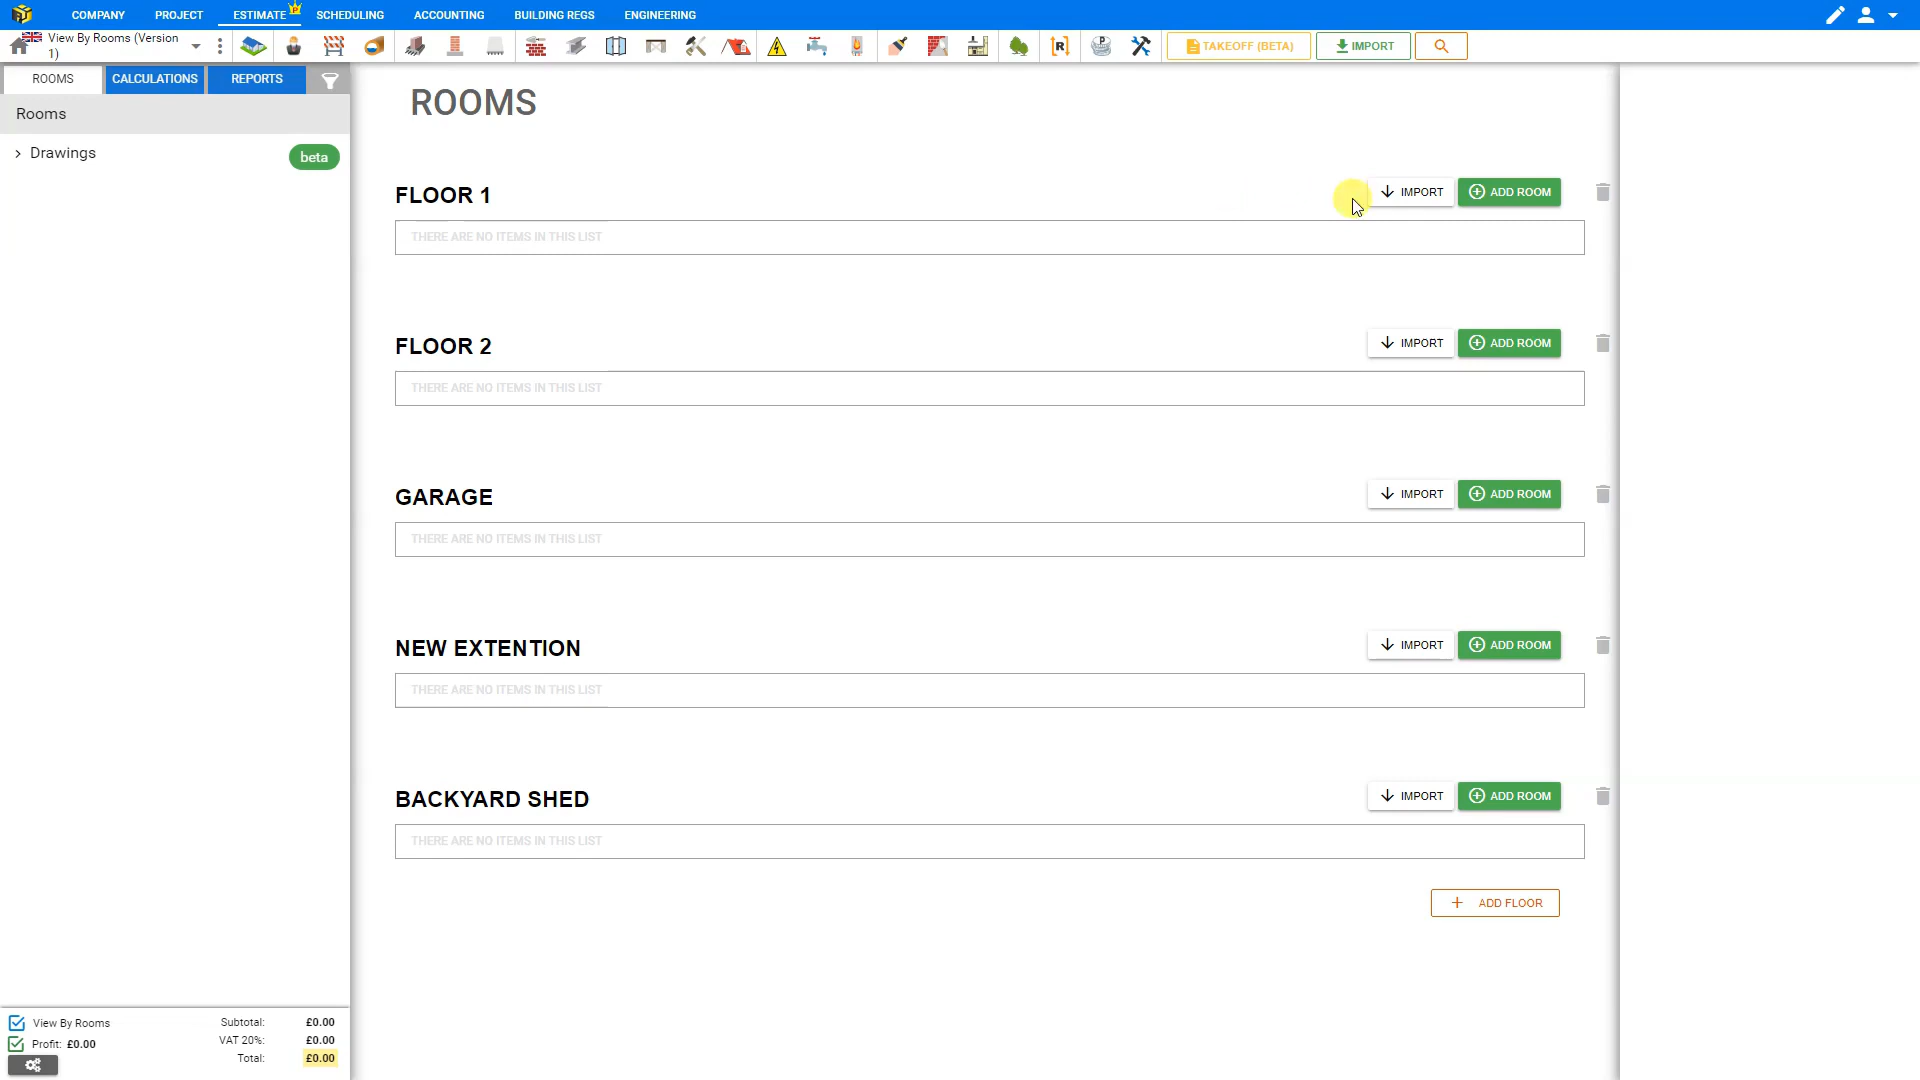 COMPANY PROJECT ESTIMATE SCHEDULING ACCOUNTING BUILDING REGS ENGINEERING
View By Rooms (Version 1)
TAKEOFF (BETA) IMPORT
ROOMS CALCULATIONS REPORTS
Rooms
Drawings beta
ROOMS
FLOOR 1 IMPORT ADD ROOM
THERE ARE NO ITEMS IN THIS LIST
FLOOR 2 IMPORT ADD ROOM
THERE ARE NO ITEMS IN THIS LIST
GARAGE IMPORT ADD ROOM
THERE ARE NO ITEMS IN THIS LIST
NEW EXTENTION IMPORT ADD ROOM
THERE ARE NO ITEMS IN THIS LIST
BACKYARD SHED IMPORT ADD ROOM
THERE ARE NO ITEMS IN THIS LIST
+ ADD FLOOR
View By Rooms Subtotal: £0.00
Profit: £0.00 VAT 20%: £0.00
Total: £0.00